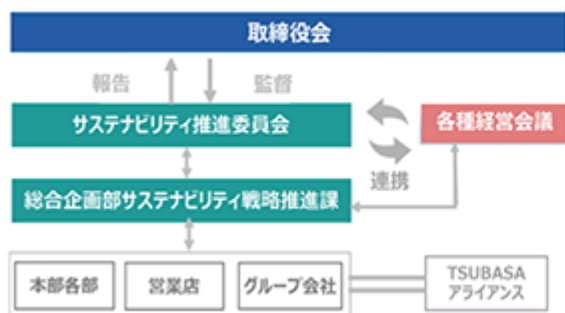 取締役会
報告
監督
サステナビリティ推進委員会
各種経営会議
連携
総合企画部サステナビリティ戦略推進課
本部各部
営業店
グループ会社
TSUBASA
アライアンス